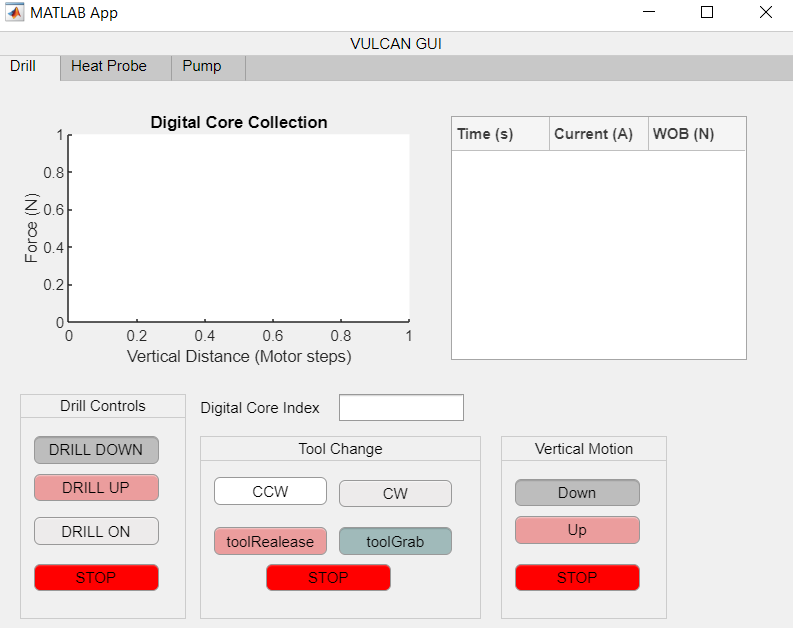 MATLAB App
VULCAN GUI
Drill Heat Probe Pump
Digital Core Collection
1
0.8
0.6
0.4
0.2
0
Force (N)
0 0.2 0.4 0.6 0.8 1
Vertical Distance (Motor steps)
Time (s) Current (A) WOB (N)
Drill Controls
DRILL DOWN
DRILL UP
DRILL ON
STOP
Digital Core Index
Tool Change
CCW CW
toolRealease toolGrab
STOP
Vertical Motion
Down
Up
STOP